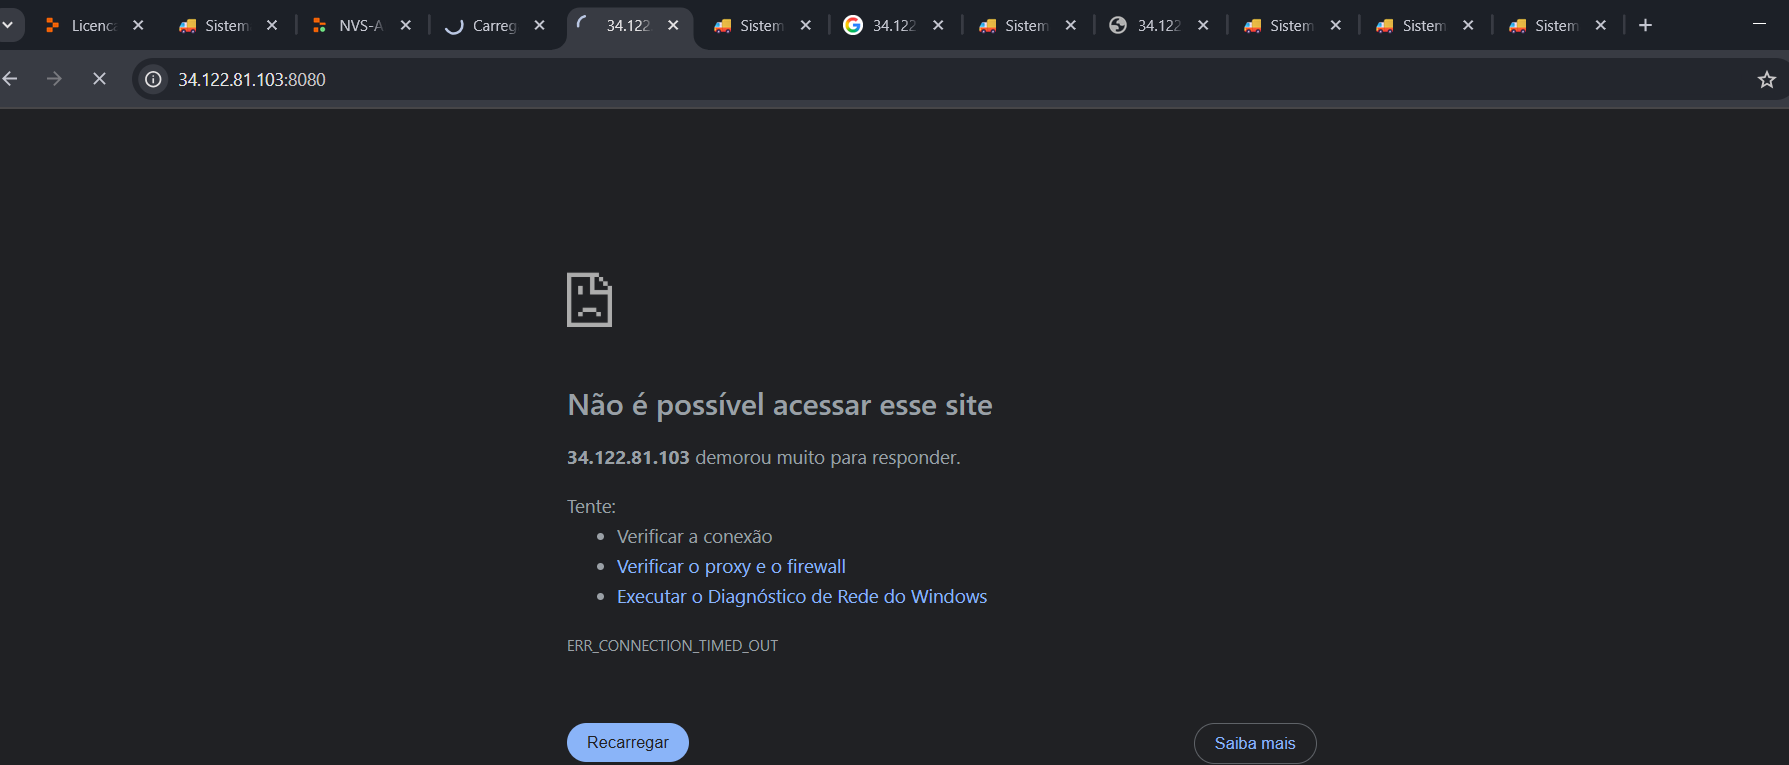 Licenc
Sistem
NVS-A
Carreg
34.122
Sistem
34.122
Sistem
34.122
Sistem
Sistem
Sistem
34.122.81.103:8080
Não é possível acessar esse site
34.122.81.103 demorou muito para responder.
Tente:
Verificar a conexão
Verificar o proxy e o firewall
Executar o Diagnóstico de Rede do Windows
ERR_CONNECTION_TIMED_OUT
Recarregar
Saiba mais